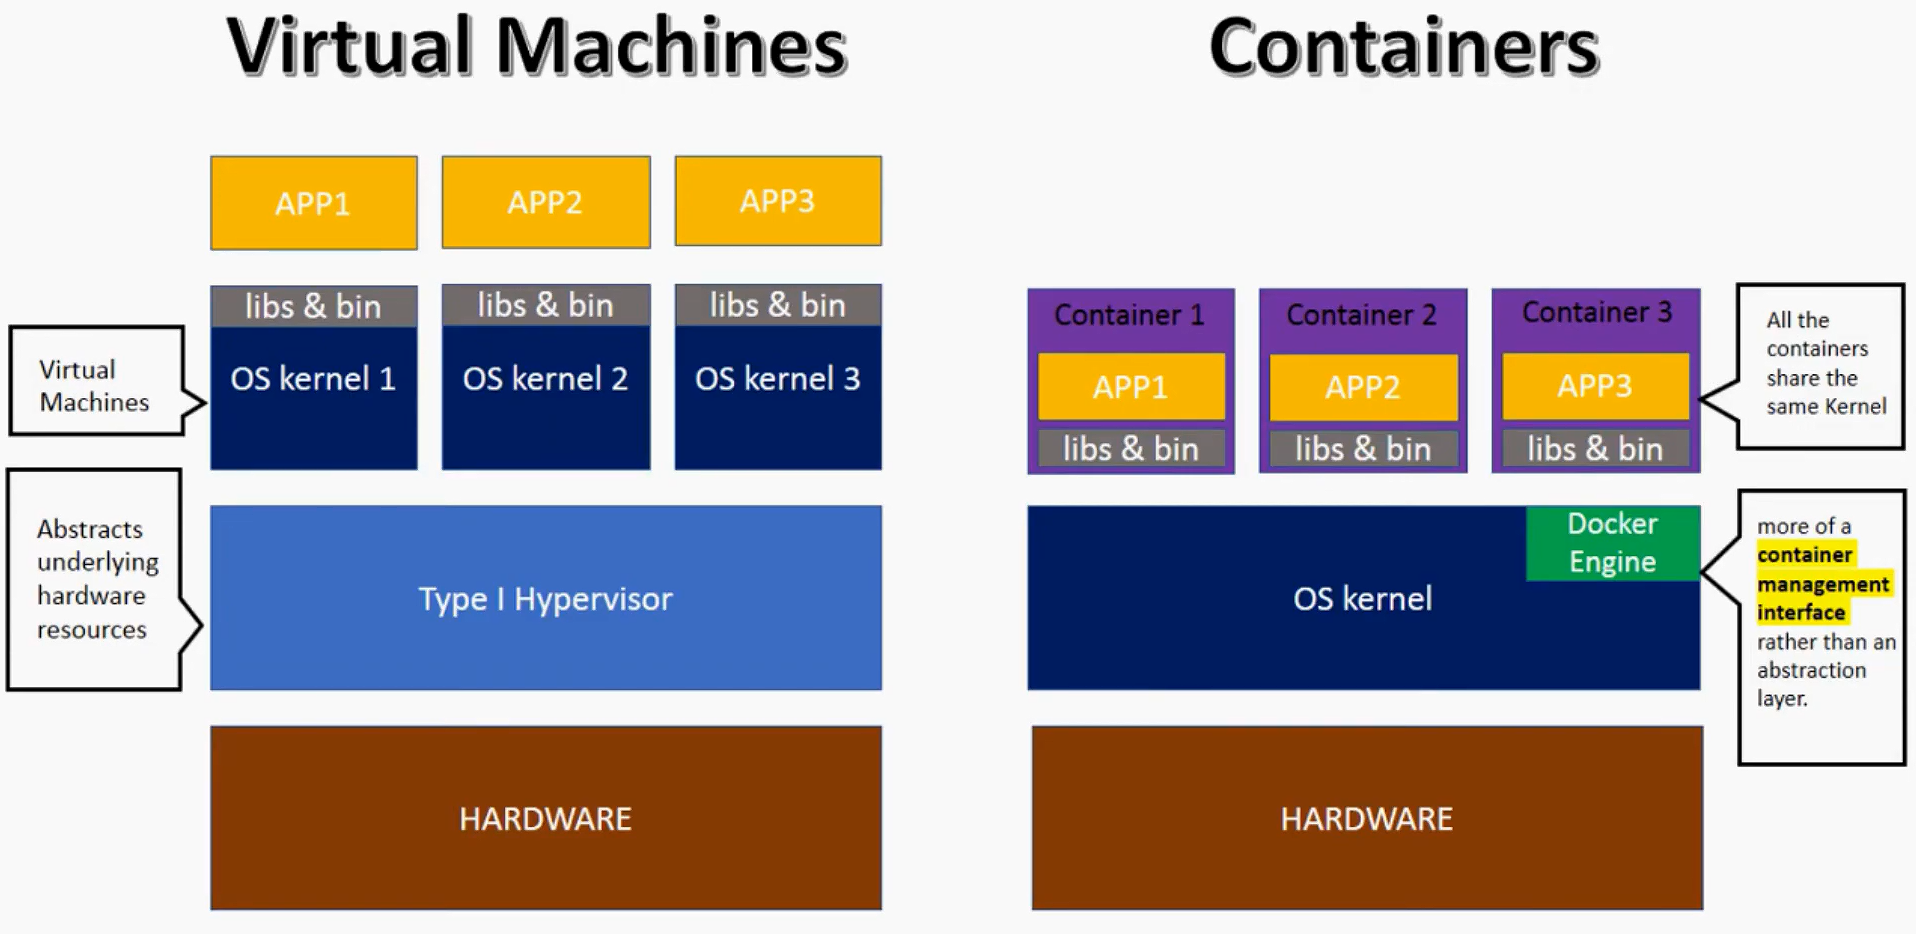 Virtual Machines
APP1
APP2
APP3
libs & bin
libs & bin
libs & bin
OS kernel 1
OS kernel 2
OS kernel 3
Virtual
Machines
Abstracts
underlying
hardware
resources
Type I Hypervisor
HARDWARE
Containers
Container 1
Container 2
Container 3
APP1
APP2
APP3
libs & bin
libs & bin
libs & bin
All the
containers
share the
same Kernel
Docker
Engine
OS kernel
more of a
container
management
interface
rather than an
abstraction
layer.
HARDWARE